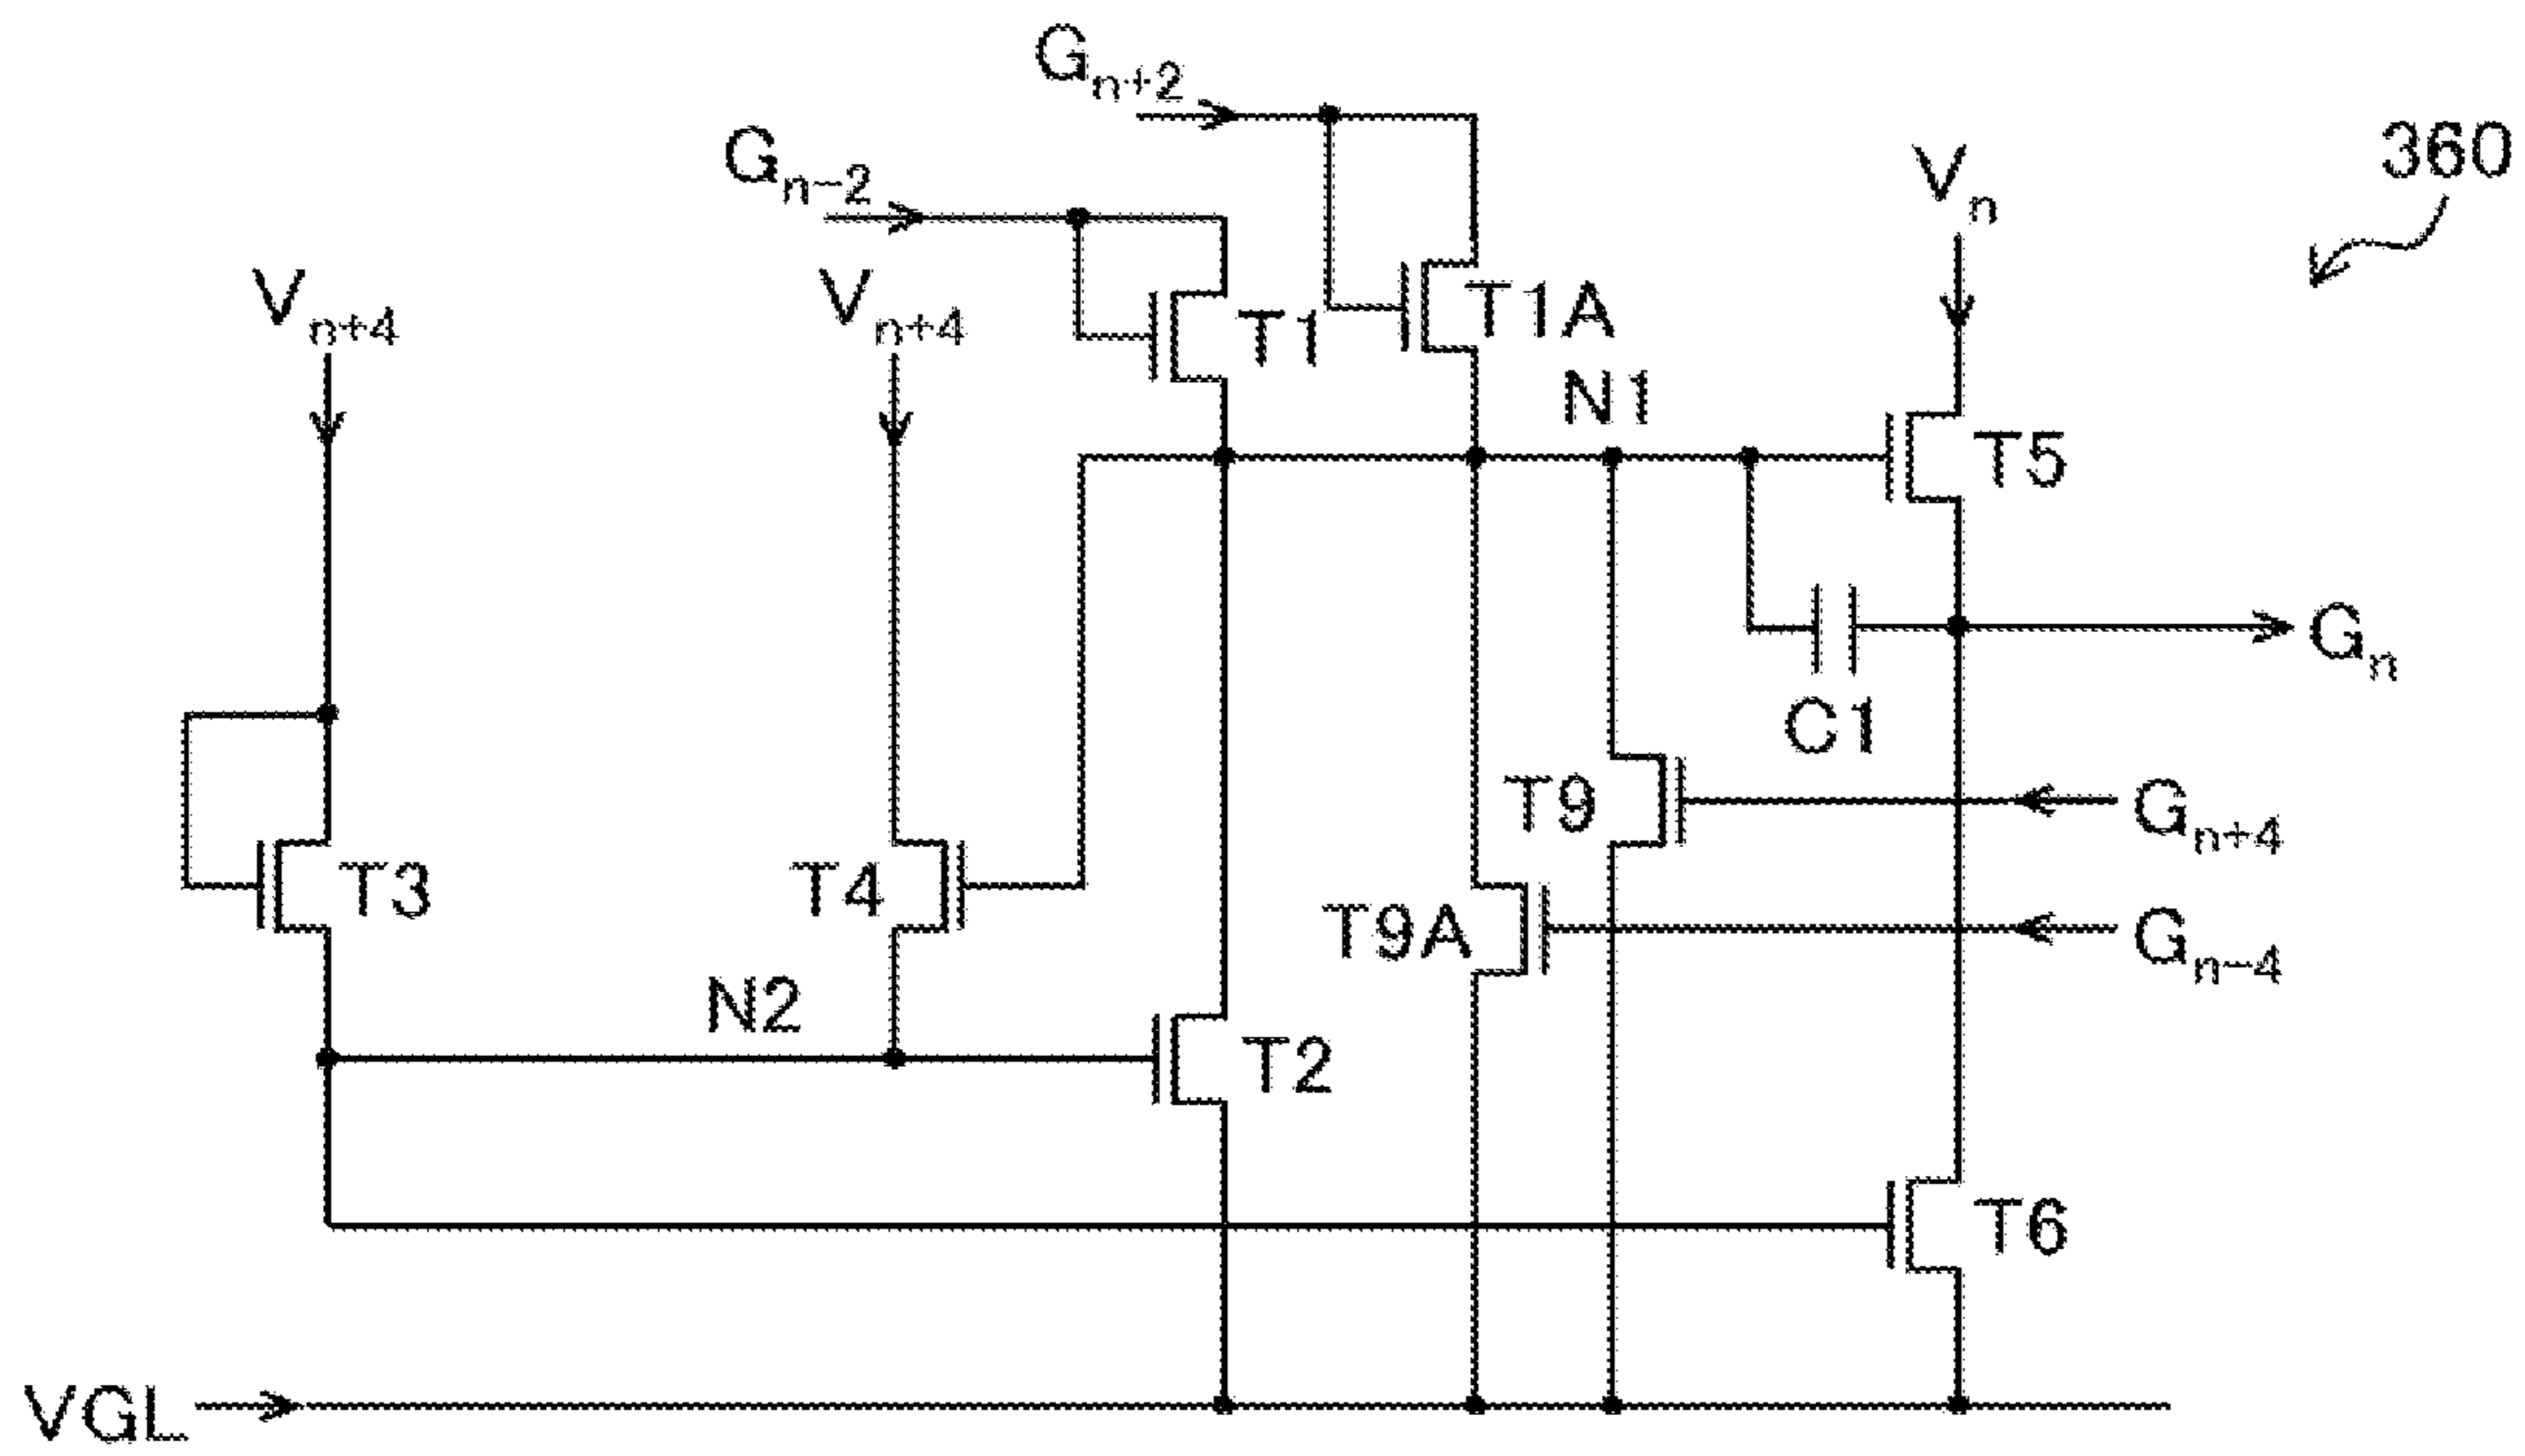 Gn+2
Gn−2
360
Vn
Vn+4
Vn+4
T1
T1A
N1
T5
Gn
C1
T9
Gn+4
T3
T4
T9A
Gn−4
N2
T2
T6
VGL